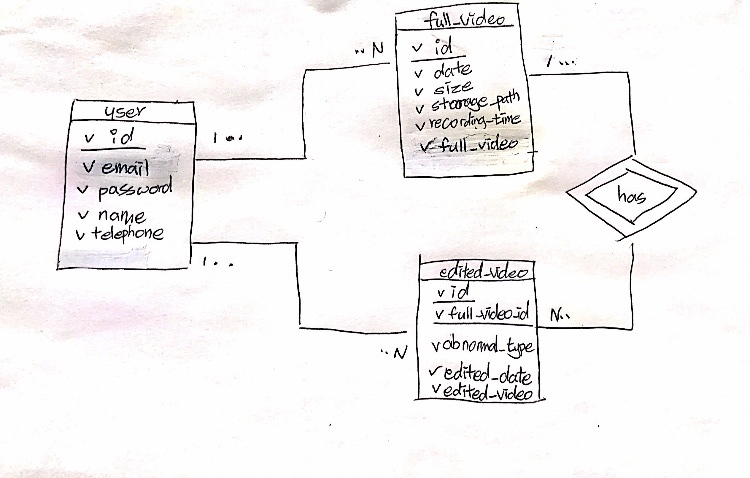 user
v id
v email
v password
v name
v telephone
1...
1...
..N
full_video
v id
v date
v size
v storage_path
v recording_time
v full_video
1...
has
edited_video
v id
v full_video_id
v abnormal_type
v edited_date
v edited_video
N..
..N